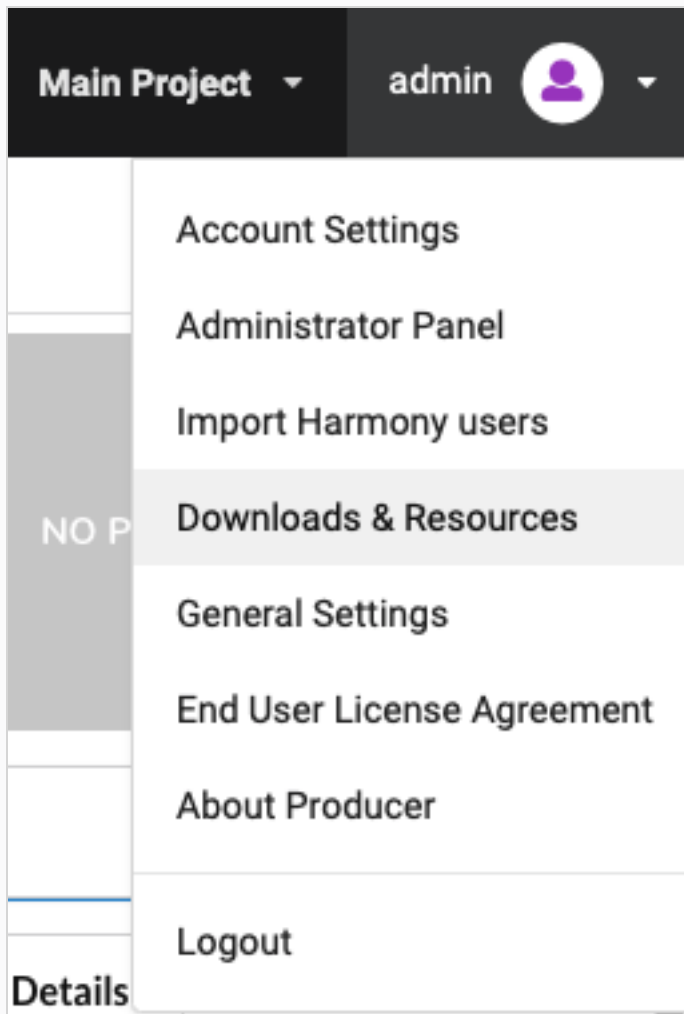 Main Project admin
Account Settings
Administrator Panel
Import Harmony users
NO P
Downloads & Resources
General Settings
End User License Agreement
About Producer
Logout
Details